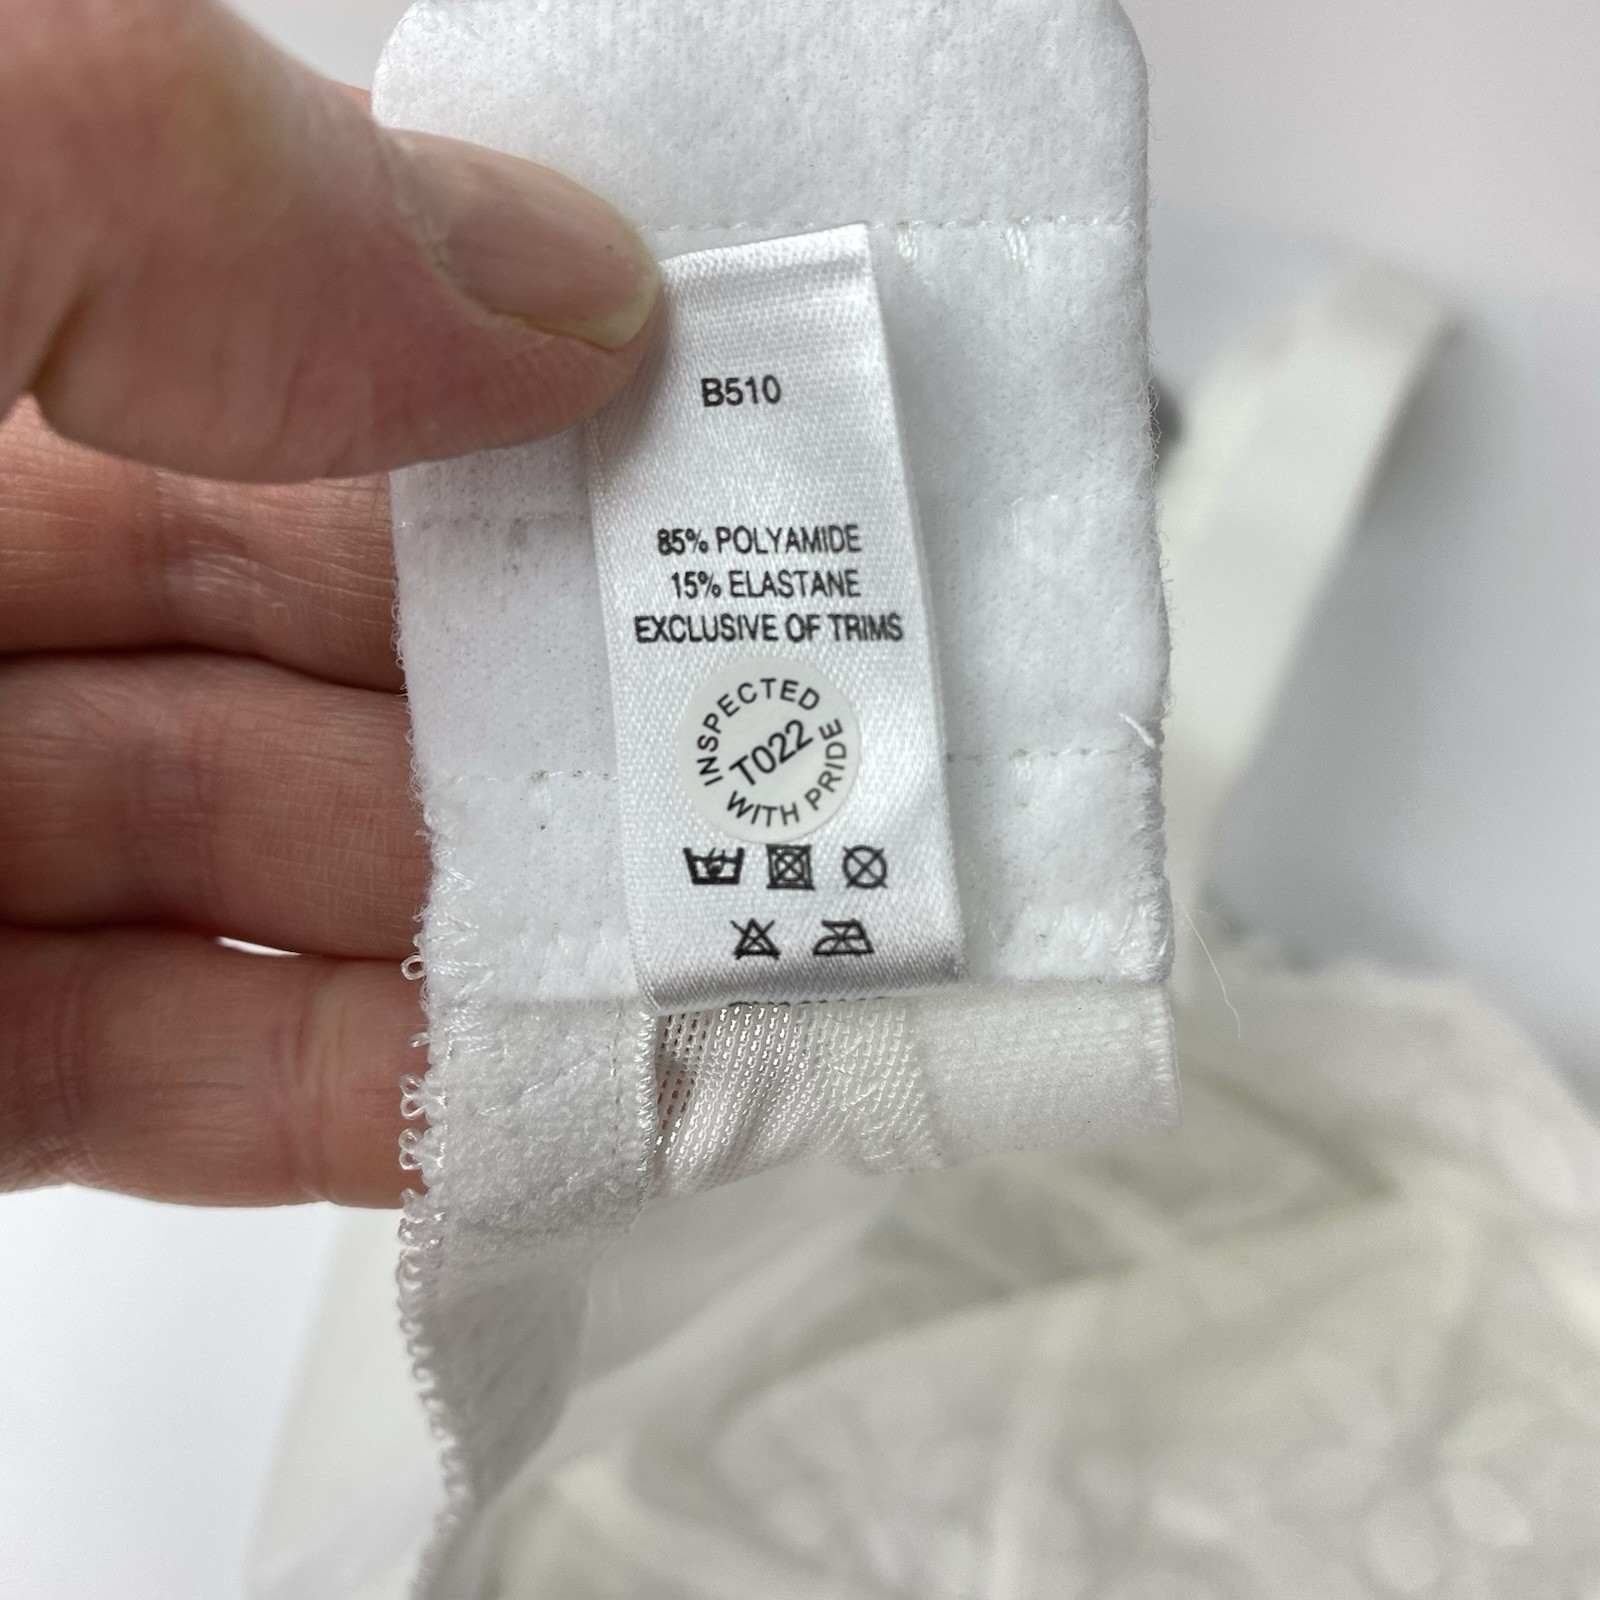 B510
85% POLYAMIDE
15% ELASTANE
EXCLUSIVE OF TRIMS
INSPECTED
T022
WITH PRIDE